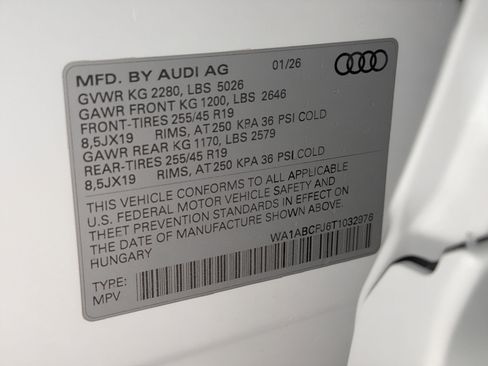 MFD. BY AUDI AG 01/26
GVWR KG 2280, LBS 5026
GAWR FRONT KG 1200, LBS 2646
FRONT-TIRES 255/45 R19
8,5JX19 RIMS, AT 250 KPA 36 PSI COLD
GAWR REAR KG 1170, LBS 2579
REAR-TIRES 255/45 R19
8,5JX19 RIMS, AT 250 KPA 36 PSI COLD
THIS VEHICLE CONFORMS TO ALL APPLICABLE
U.S. FEDERAL MOTOR VEHICLE SAFETY AND
THEFT PREVENTION STANDARDS IN EFFECT ON
THE DATE OF MANUFACTURE SHOWN ABOVE.
HUNGARY WA1ABCFJ6T1032976
TYPE:
MPV